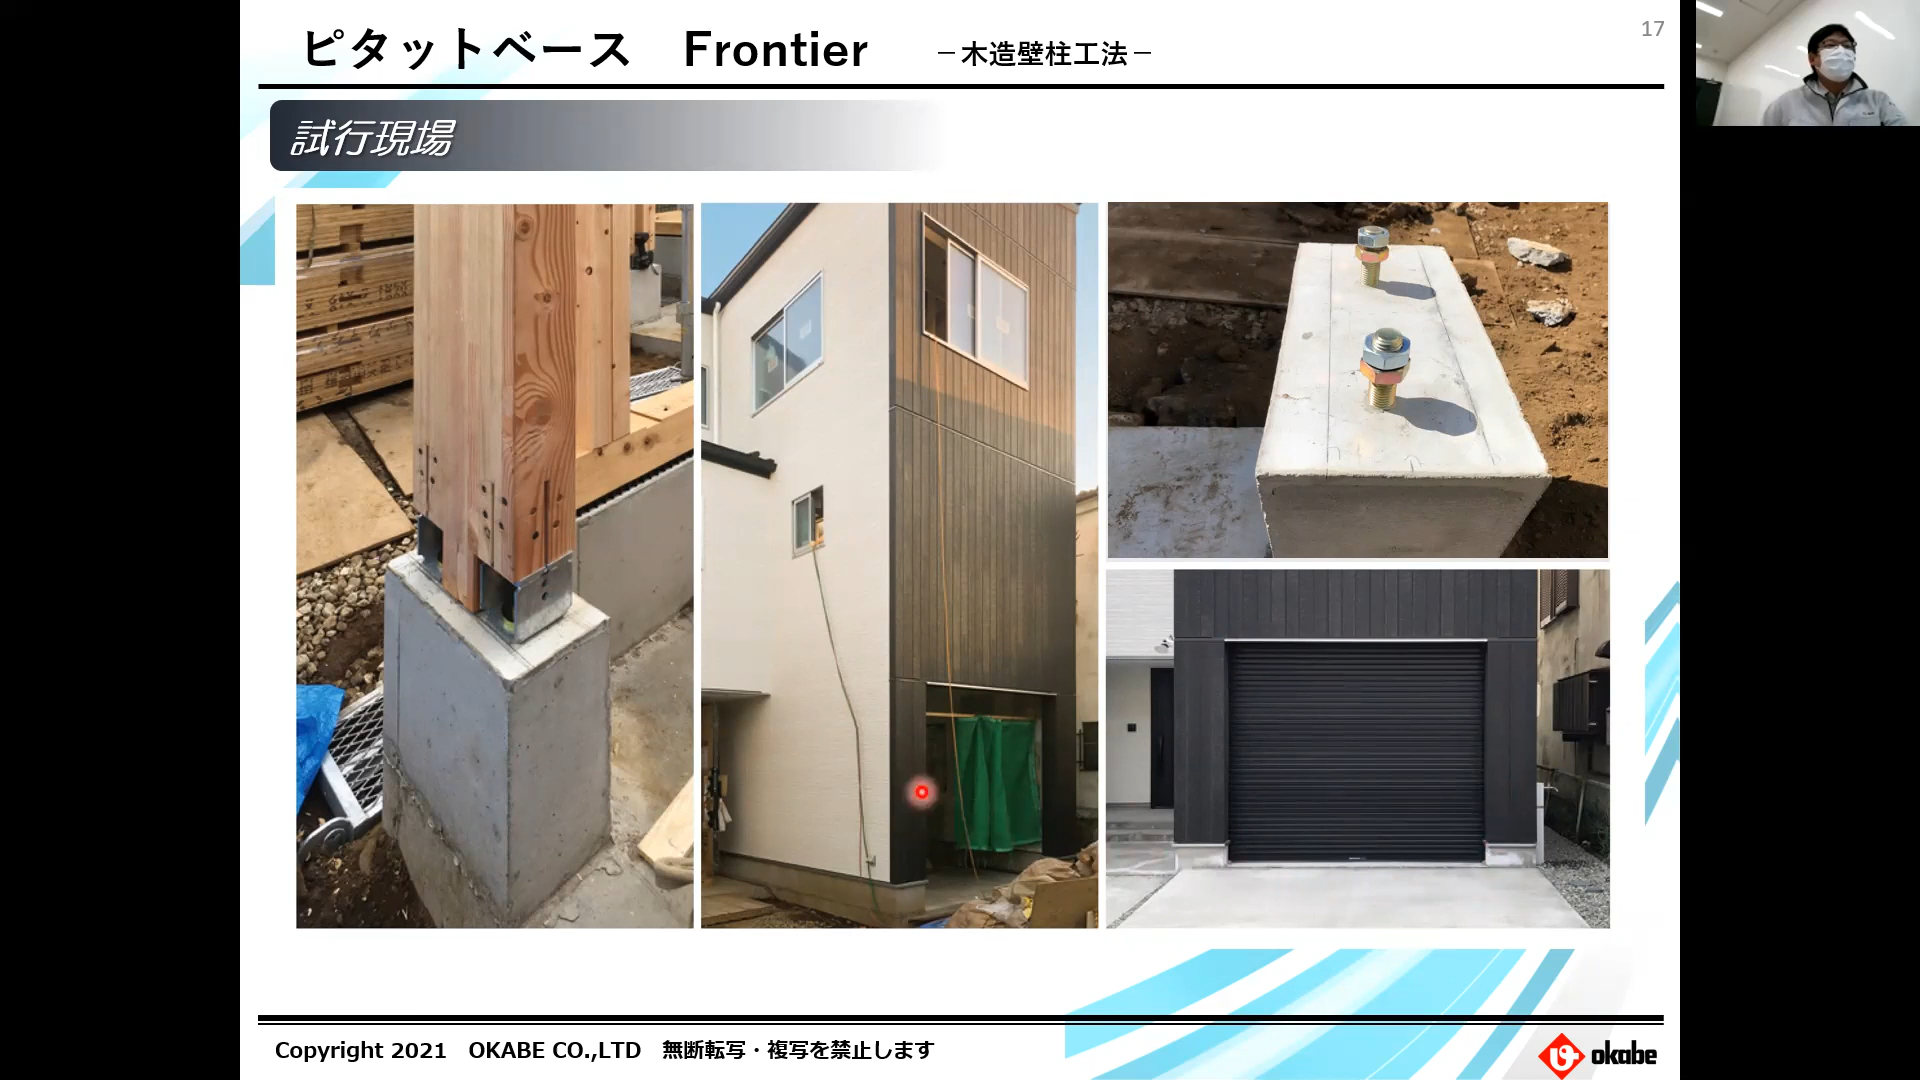 ピタットベース　Frontier　－木造壁柱工法－
17
試行現場
Copyright 2021　OKABE CO.,LTD　無断転写・複写を禁止します
okabe